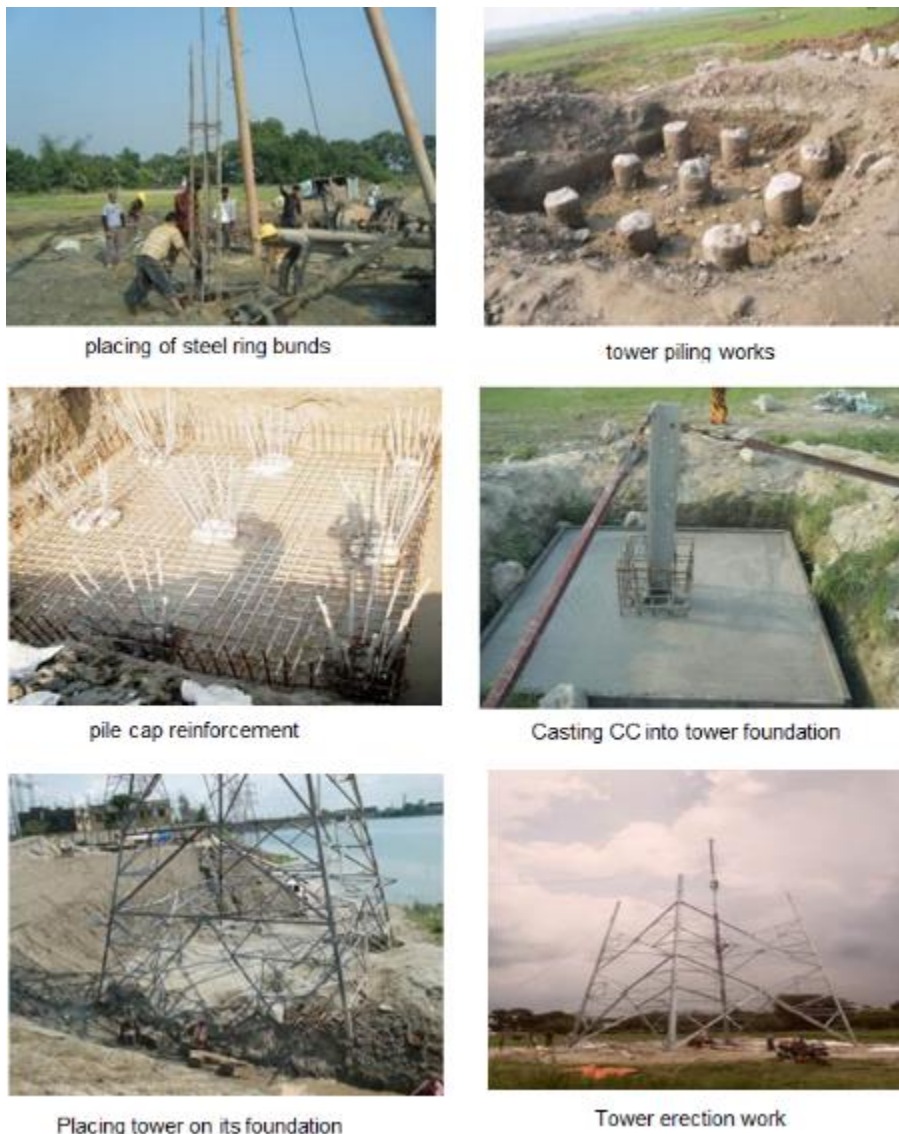 placing of steel ring bunds
tower piling works
pile cap reinforcement
Casting CC into tower foundation
Placing tower on its foundation
Tower erection work